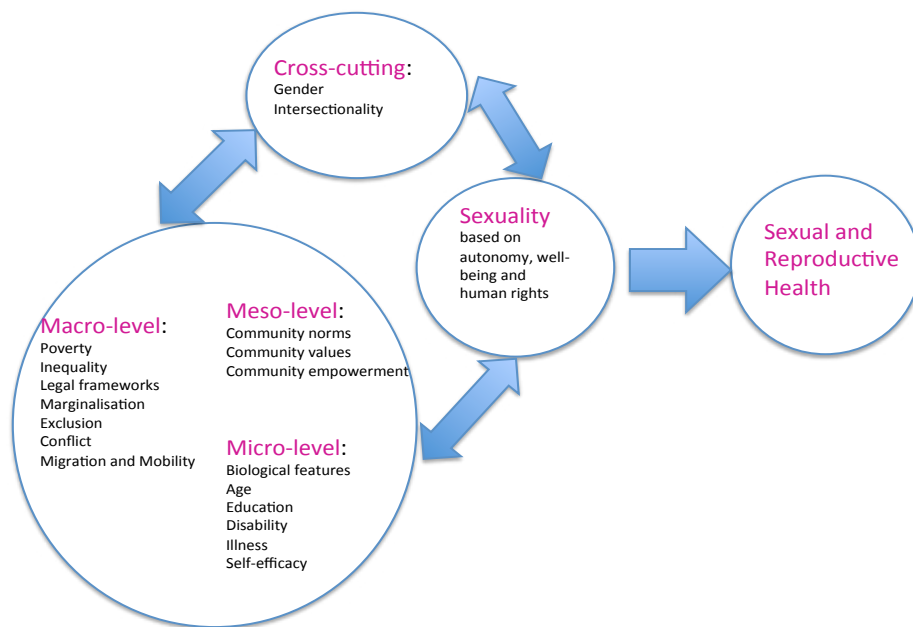 Cross-cutting:
Gender
Intersectionality
Sexuality
based on
autonomy, well-
being and
human rights
Sexual and
Reproductive
Health
Macro-level:
Poverty
Inequality
Legal frameworks
Marginalisation
Exclusion
Conflict
Migration and Mobility
Meso-level:
Community norms
Community values
Community empowerment
Micro-level:
Biological features
Age
Education
Disability
Illness
Self-efficacy